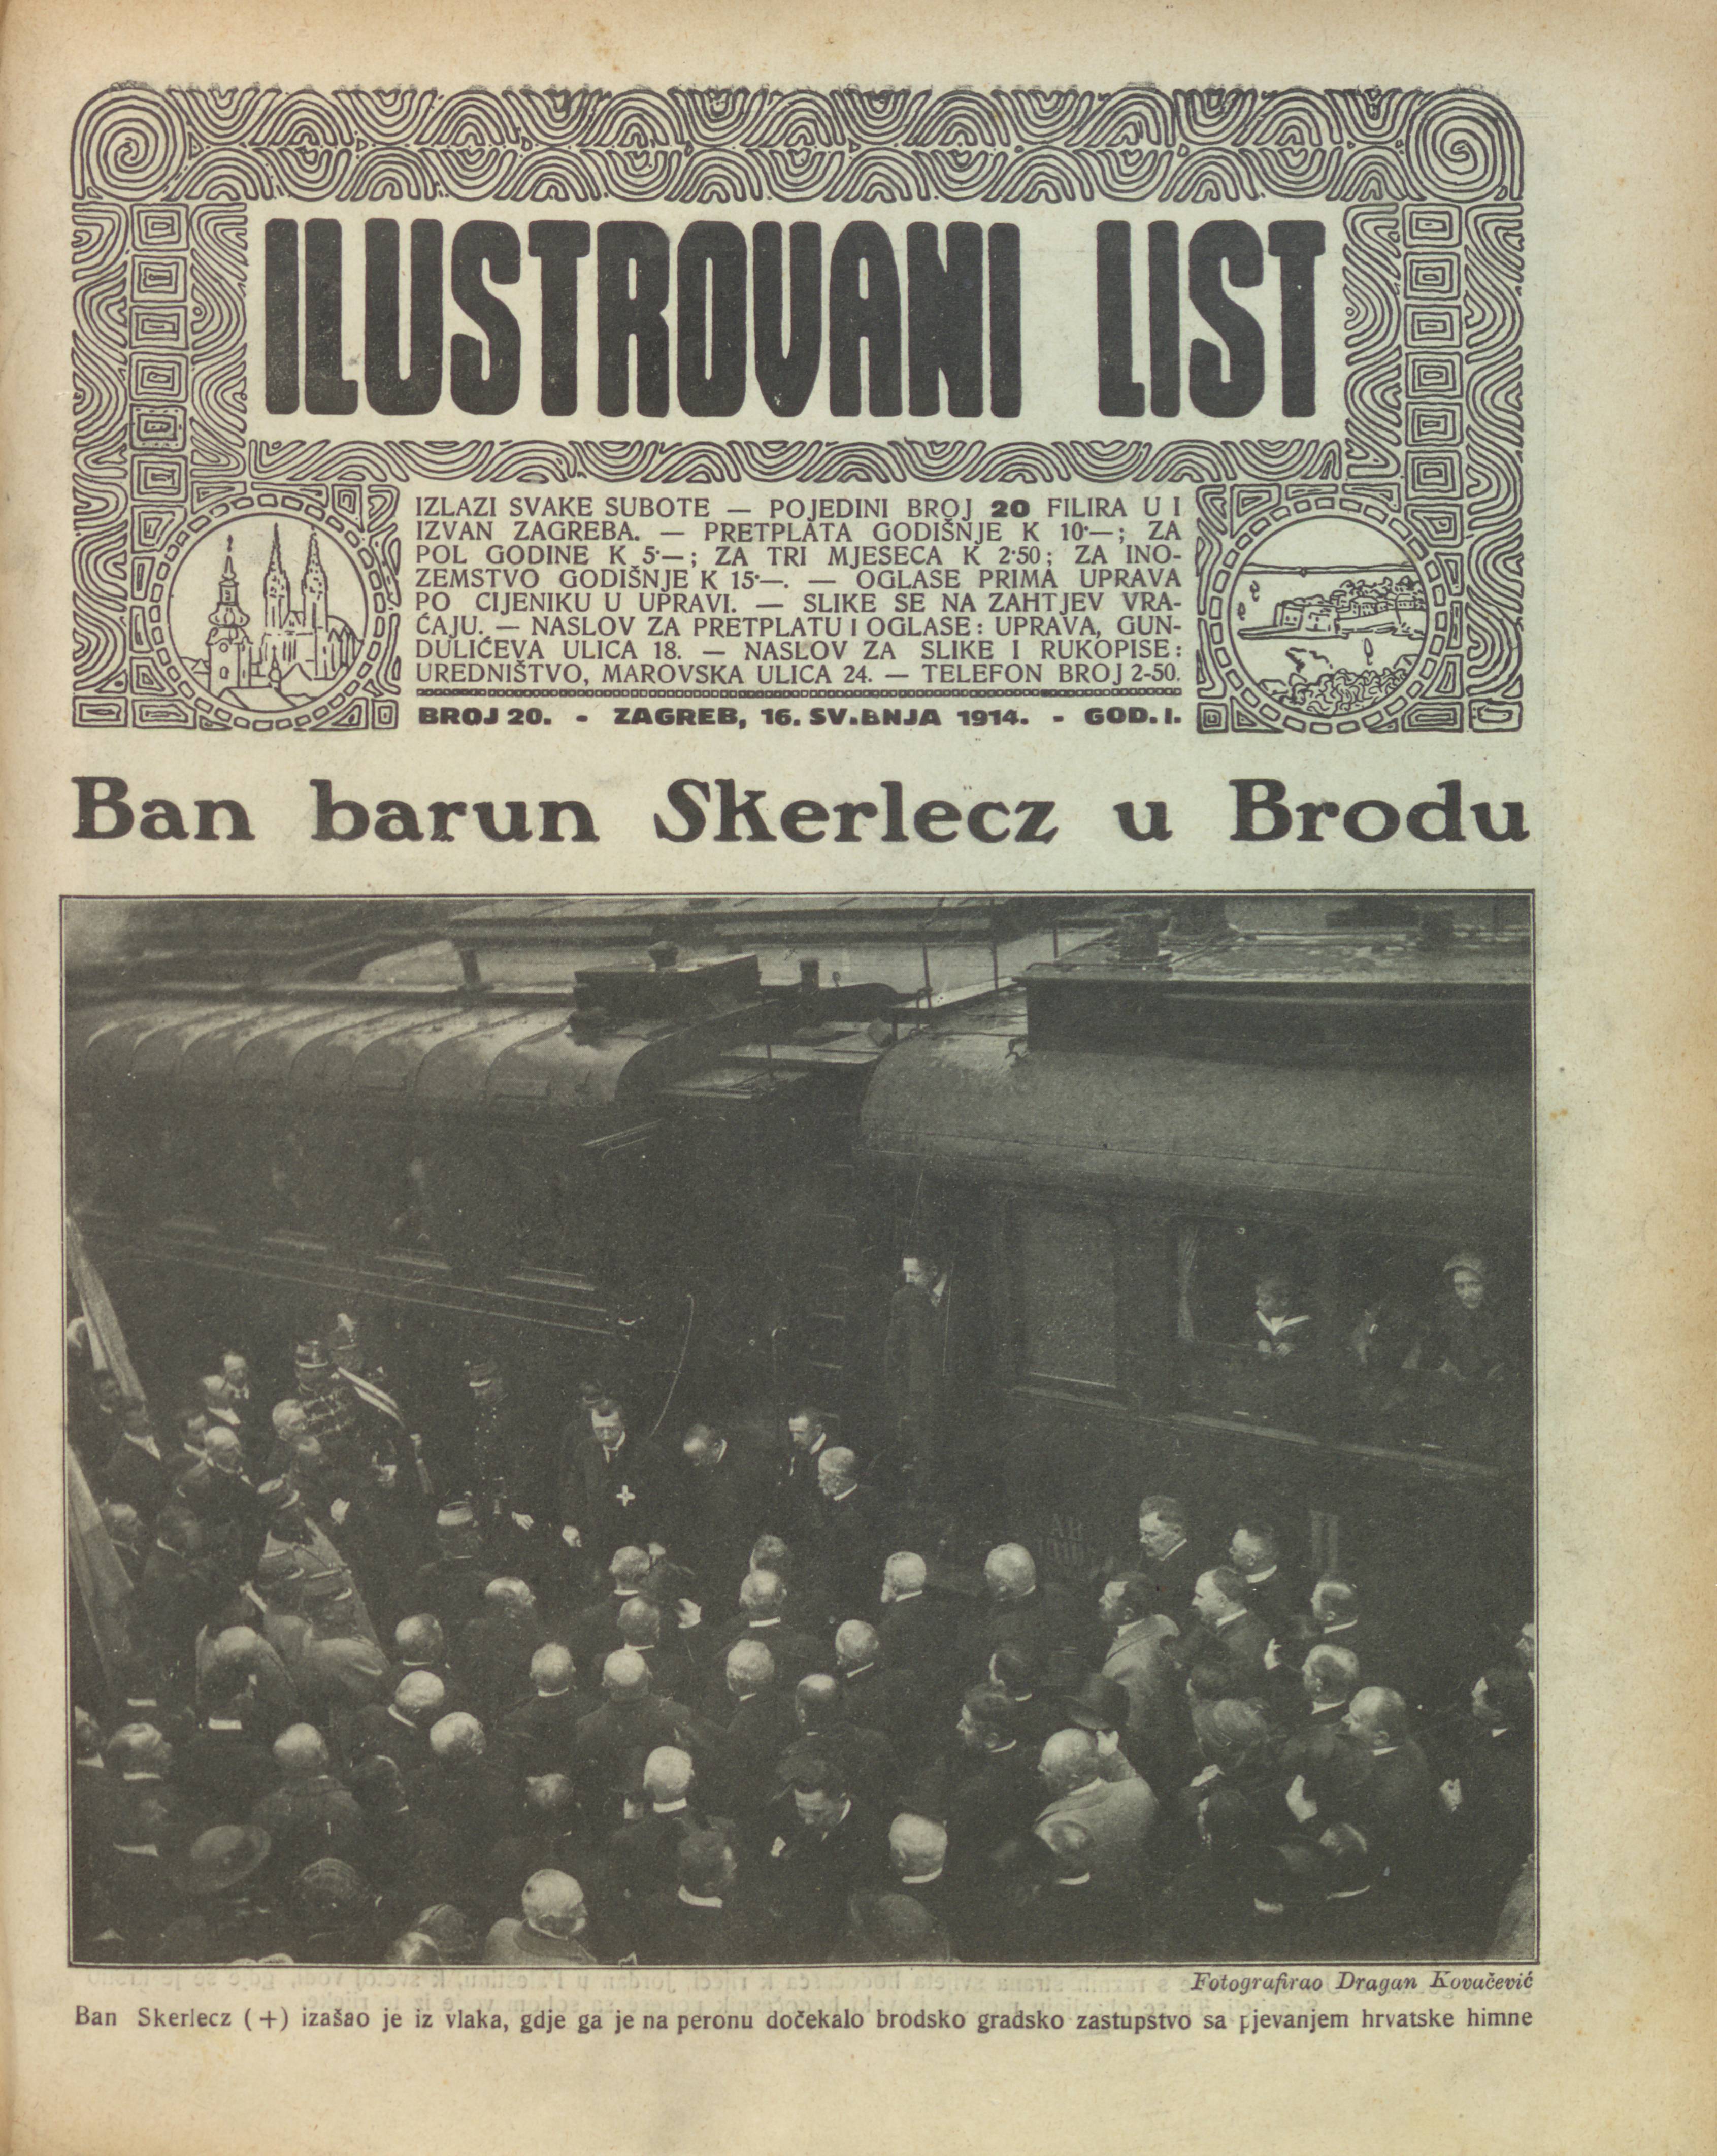 ILUSTROVANI LIST
IZLAZI SVAKE SUBOTE — POJEDINI BROJ 20 FILIRA U I
IZVAN ZAGREBA. — PRETPLATA GODIŠNJE K 10·—; ZA
POL GODINE K 5·—; ZA TRI MJESECA K 2·50; ZA INO-
ZEMSTVO GODIŠNJE K 15·—. — OGLASE PRIMA UPRAVA
PO CIJENIKU U UPRAVI. — SLIKE SE NA ZAHTJEV VRA-
ĆAJU. — NASLOV ZA PRETPLATU I OGLASE: UPRAVA, GUN-
DULIĆEVA ULICA 18. — NASLOV ZA SLIKE I RUKOPISE:
UREDNIŠTVO, MAROVSKA ULICA 24. — TELEFON BROJ 2-50.
BROJ 20. - ZAGREB, 16. SVIBNJA 1914. - GOD. I.
Ban barun Skerlecz u Brodu
Fotografirao Dragan Kovačević
Ban Skerlecz (+) izašao je iz vlaka, gdje ga je na peronu dočekalo brodsko gradsko zastupstvo sa pjevanjem hrvatske himne